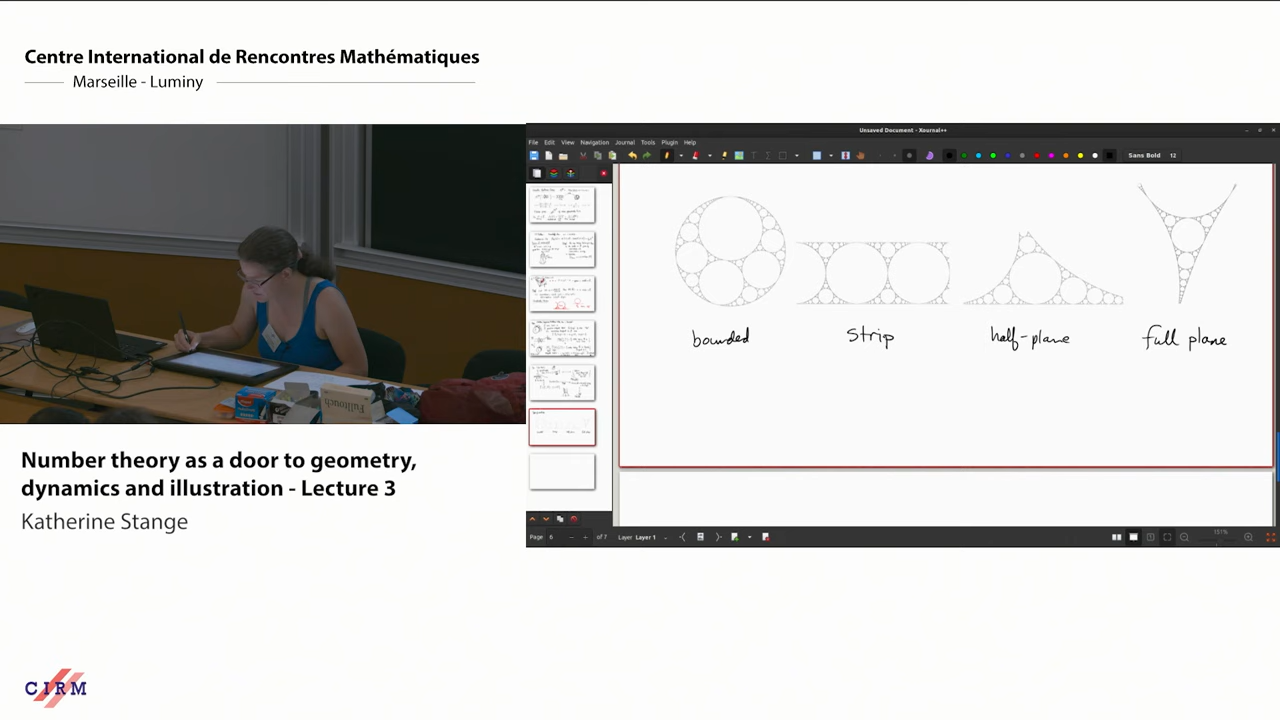 Centre International de Rencontres Mathématiques
Marseille - Luminy
Unsaved Document - Xournal++
File Edit View Navigation Journal Tools Plugin Help
Sans Bold 12
bounded strip half-plane full plane
Page 6 of 7 Layer Layer 1 151%
Fulltouch
Number theory as a door to geometry,
dynamics and illustration - Lecture 3
Katherine Stange
CIRM